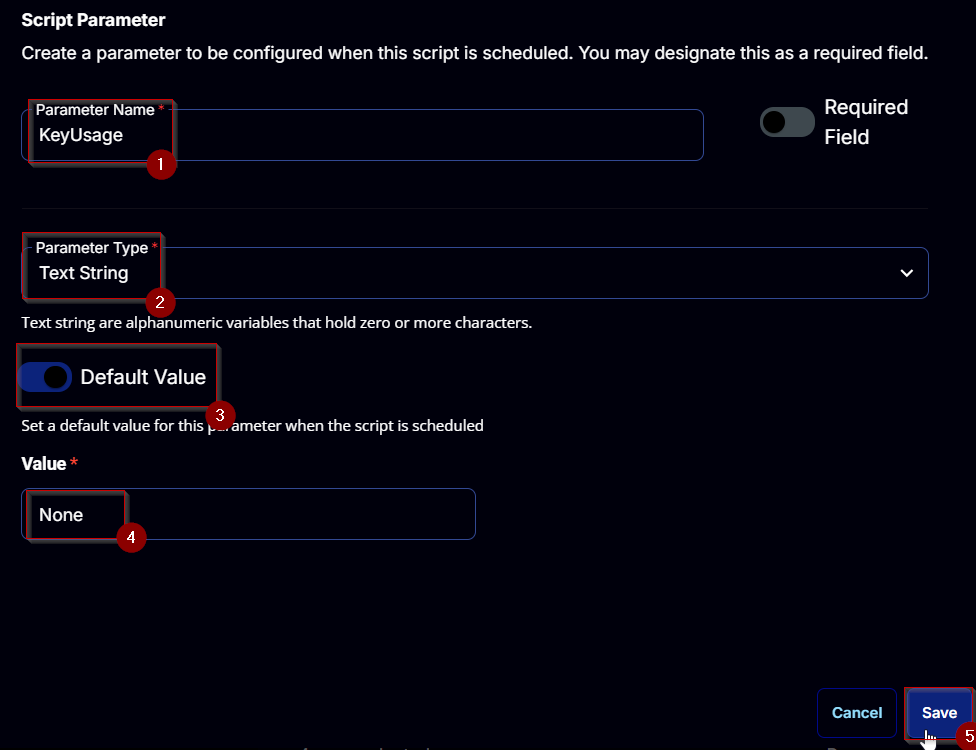 Script Parameter
Create a parameter to be configured when this script is scheduled. You may designate this as a required field.
Parameter Name *
KeyUsage
Required
Field
1
Parameter Type *
Text String
2
Text string are alphanumeric variables that hold zero or more characters.
Default Value
3
Set a default value for this parameter when the script is scheduled
Value *
None
4
Cancel
Save
5